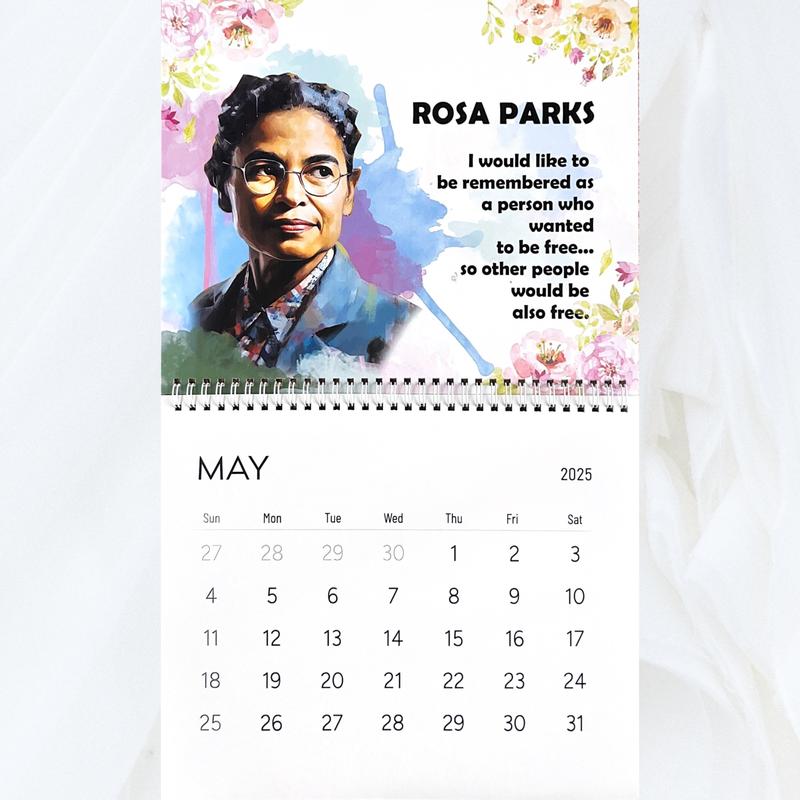 ROSA PARKS
I would like to
be remembered as
a person who
wanted
to be free...
so other people
would be
also free.
MAY
2025
Sun Mon Tue Wed Thu Fri Sat
27 28 29 30 1 2 3
4 5 6 7 8 9 10
11 12 13 14 15 16 17
18 19 20 21 22 23 24
25 26 27 28 29 30 31